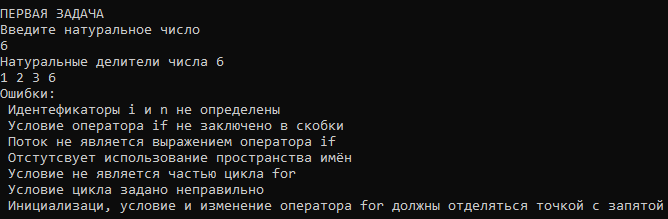 ПЕРВАЯ ЗАДАЧА
Введите натуральное число
6
Натуральные делители числа 6
1 2 3 6
Ошибки:
Идентефикаторы i и n не определены
Условие оператора if не заключено в скобки
Поток не является выражением оператора if
Отстутсвует использование пространства имён
Условие не является частью цикла for
Условие цикла задано неправильно
Инициализаци, условие и изменение оператора for должны отделяться точкой с запятой